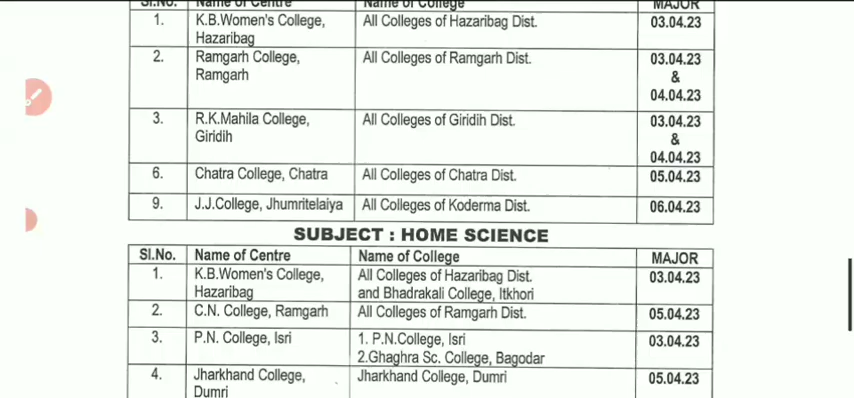 Sl.No. Name of Centre Name of College MAJOR
1. K.B.Women's College, All Colleges of Hazaribag Dist. 03.04.23
Hazaribag
2. Ramgarh College, All Colleges of Ramgarh Dist. 03.04.23
Ramgarh &
04.04.23
3. R.K.Mahila College, All Colleges of Giridih Dist. 03.04.23
Giridih &
04.04.23
6. Chatra College, Chatra All Colleges of Chatra Dist. 05.04.23
9. J.J.College, Jhumritelaiya All Colleges of Koderma Dist. 06.04.23
SUBJECT : HOME SCIENCE
Sl.No. Name of Centre Name of College MAJOR
1. K.B.Women's College, All Colleges of Hazaribag Dist. 03.04.23
Hazaribag and Bhadrakali College, Itkhori
2. C.N. College, Ramgarh All Colleges of Ramgarh Dist. 05.04.23
3. P.N. College, Isri 1. P.N.College, Isri 03.04.23
2.Ghaghra Sc. College, Bagodar
4. Jharkhand College, Jharkhand College, Dumri 05.04.23
Dumri